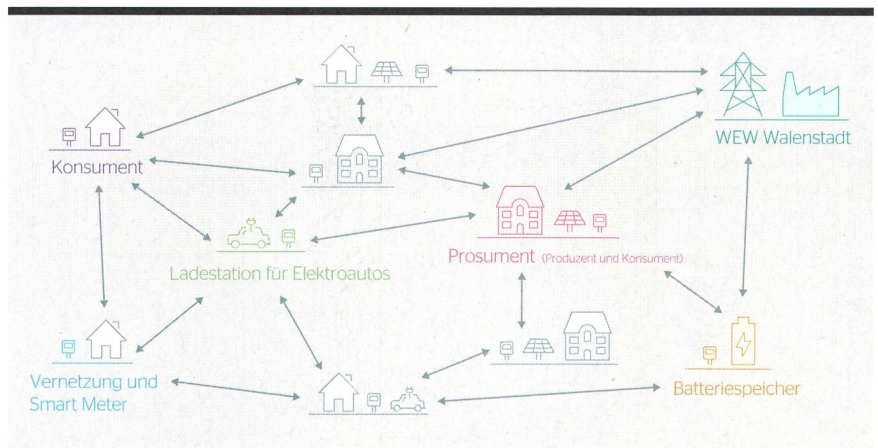 WEW Walenstadt
Konsument
Prosument (Produzent und Konsument)
Ladestation für Elektroautos
Vernetzung und
Smart Meter
Batteriespeicher